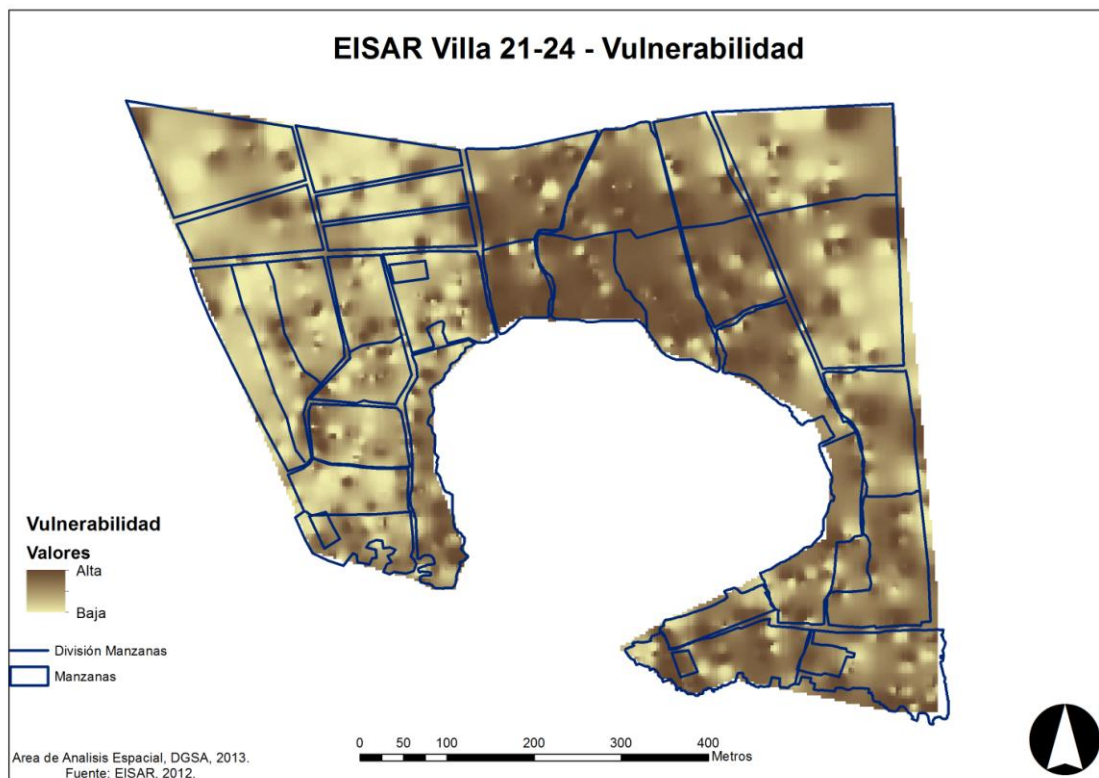 EISAR Villa 21-24 - Vulnerabilidad
Vulnerabilidad
Valores
Alta
Baja
División Manzanas
Manzanas
0 25 50 100 200 300 400
Metros
Area de Analisis Espacial, DGSA, 2013.
Fuente: EISAR, 2012.